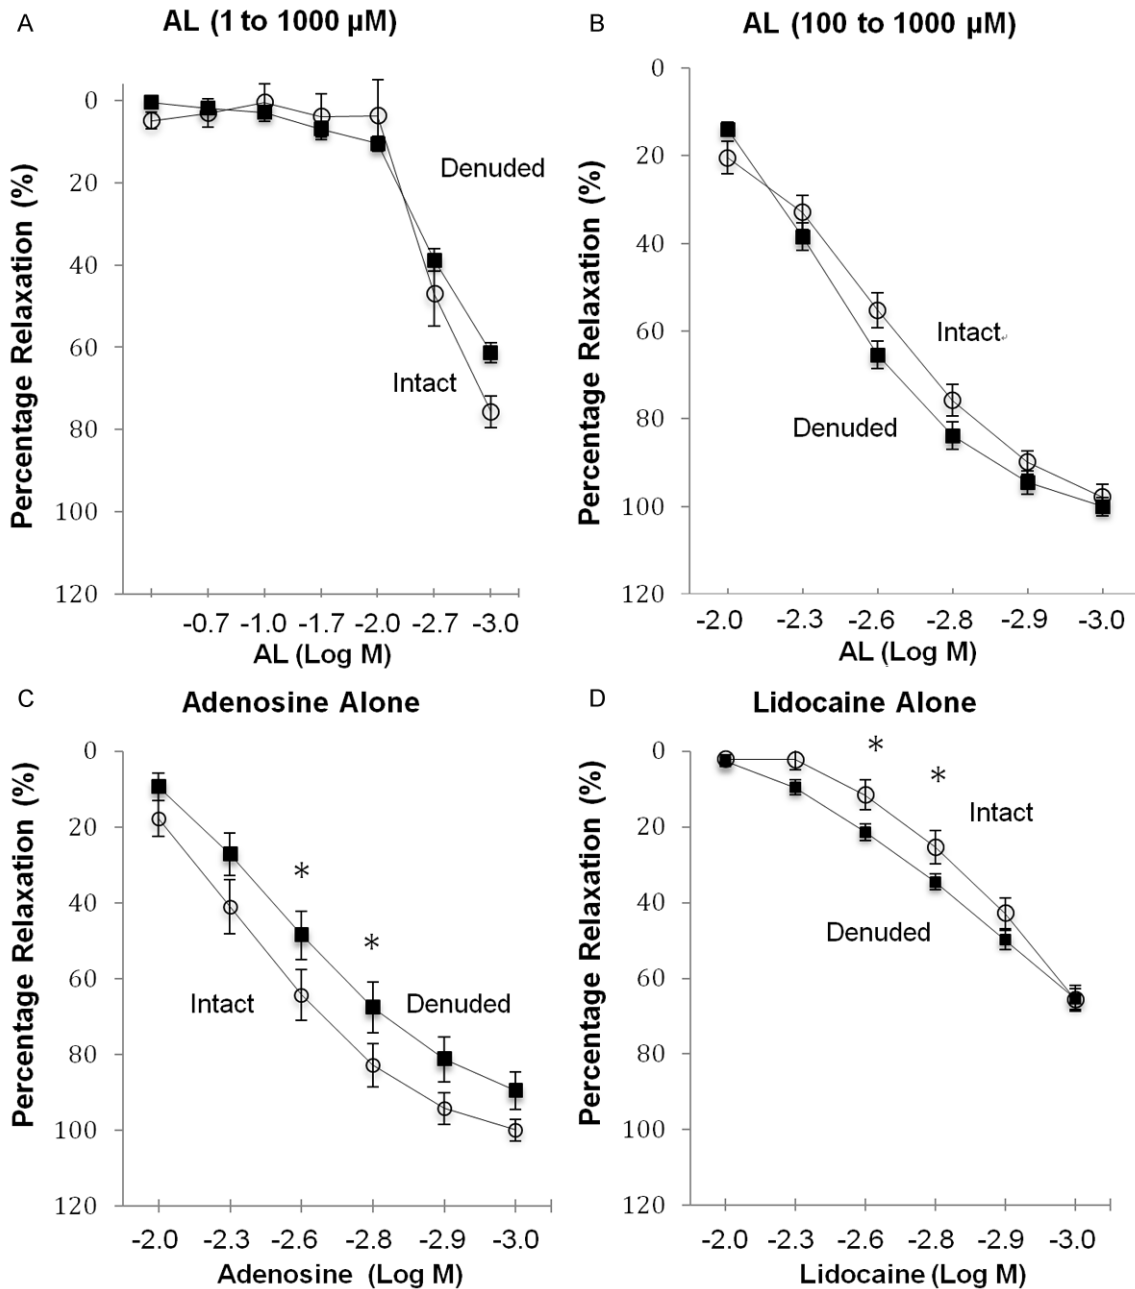 A
AL (1 to 1000 µM)
Percentage Relaxation (%)
0
20
40
60
80
100
120
Denuded
Intact
-0.7 -1.0 -1.7 -2.0 -2.7 -3.0
AL (Log M)
B
AL (100 to 1000 µM)
Percentage Relaxation (%)
0
20
40
60
80
100
120
Intact
Denuded
-2.0 -2.3 -2.6 -2.8 -2.9 -3.0
AL (Log M)
C
Adenosine Alone
Percentage Relaxation (%)
0
20
40
60
80
100
120
*
*
Intact
Denuded
-2.0 -2.3 -2.6 -2.8 -2.9 -3.0
Adenosine (Log M)
D
Lidocaine Alone
Percentage Relaxation (%)
0
20
40
60
80
100
120
*
*
Intact
Denuded
-2.0 -2.3 -2.6 -2.8 -2.9 -3.0
Lidocaine (Log M)